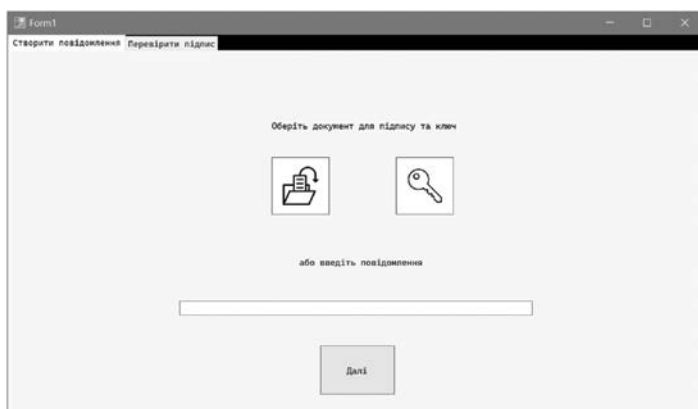 Form1
Створити повідомлення Перевірити підпис
Оберіть документ для підпису та ключ
або введіть повідомлення
Далі